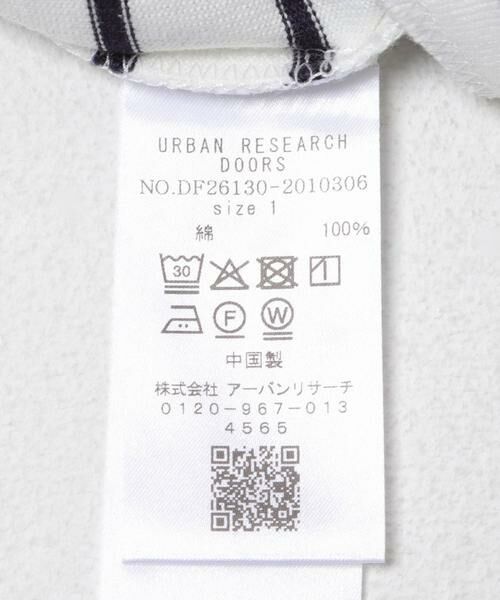 URBAN RESEARCH
DOORS
NO.DF26130-2010306
size 1
綿 100%
30
F W
中国製
株式会社 アーバンリサーチ
0120-967-013
4565